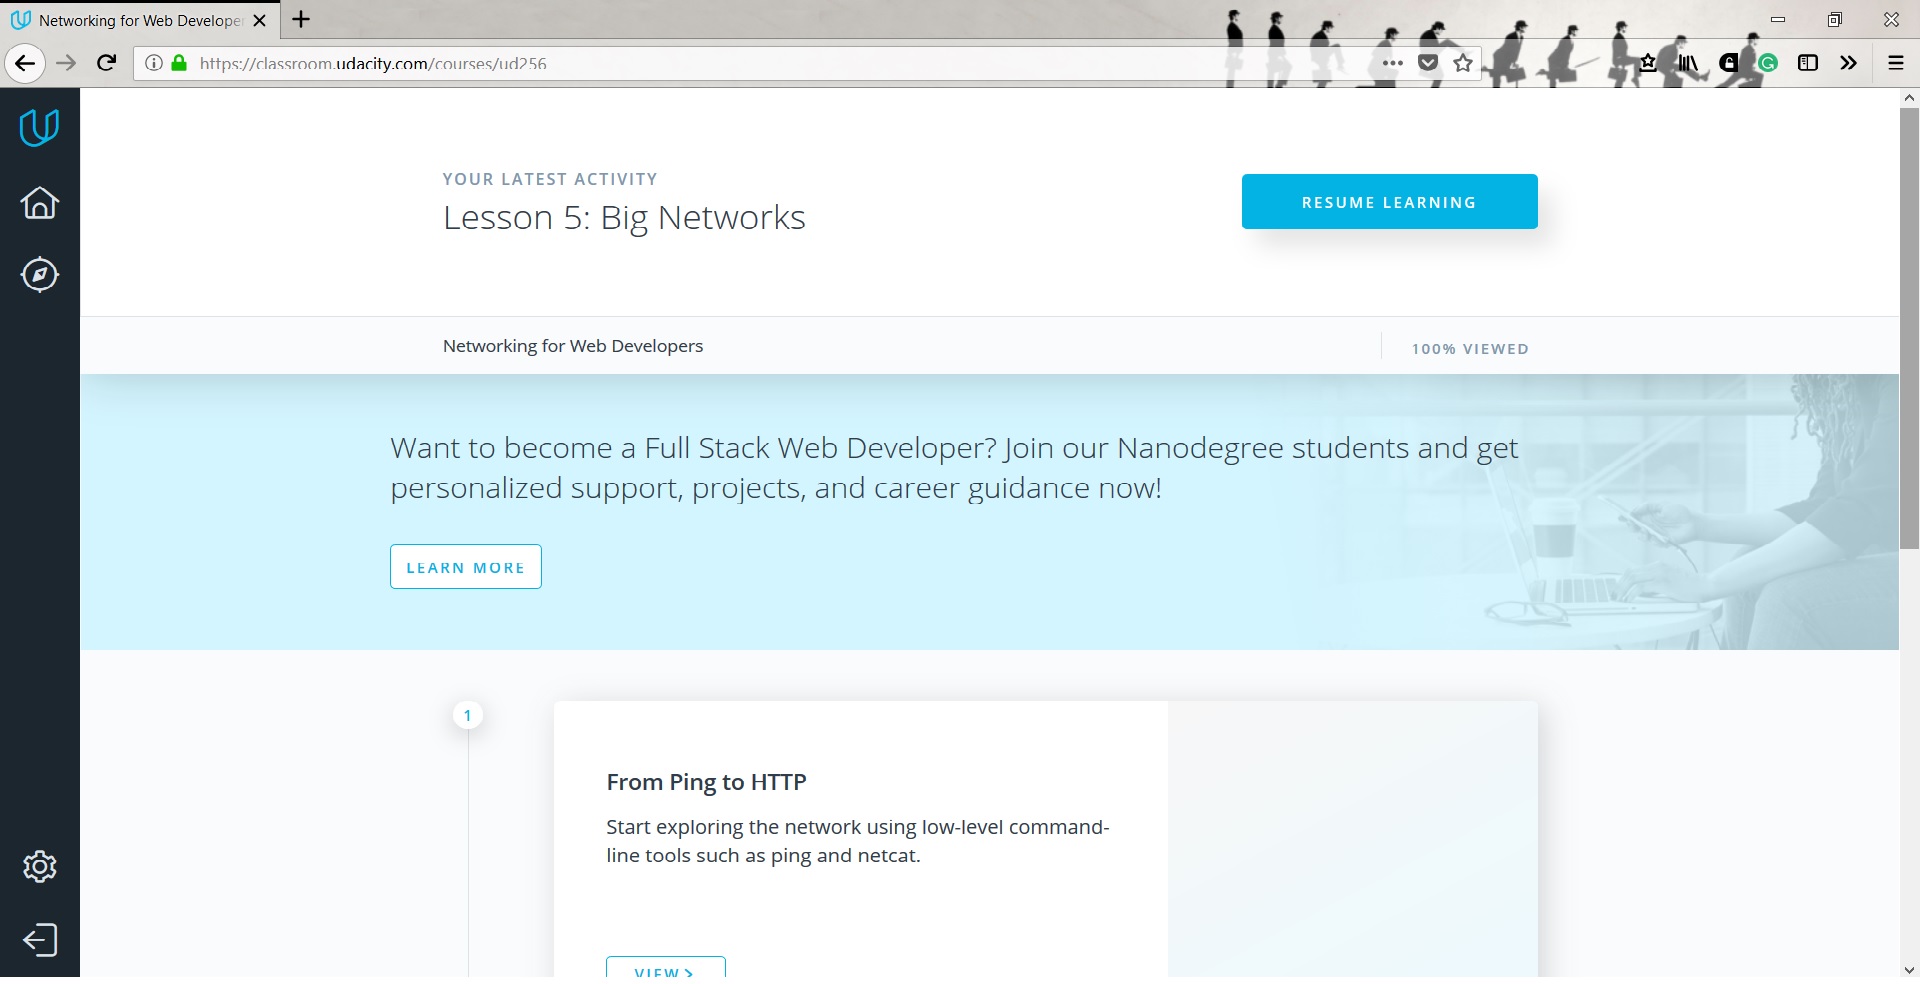 Networking for Web Develope
https://classroom.udacity.com/courses/ud256
YOUR LATEST ACTIVITY
Lesson 5: Big Networks
RESUME LEARNING
Networking for Web Developers
100% VIEWED
Want to become a Full Stack Web Developer? Join our Nanodegree students and get
personalized support, projects, and career guidance now!
LEARN MORE
1
From Ping to HTTP
Start exploring the network using low-level command-
line tools such as ping and netcat.
VIEW